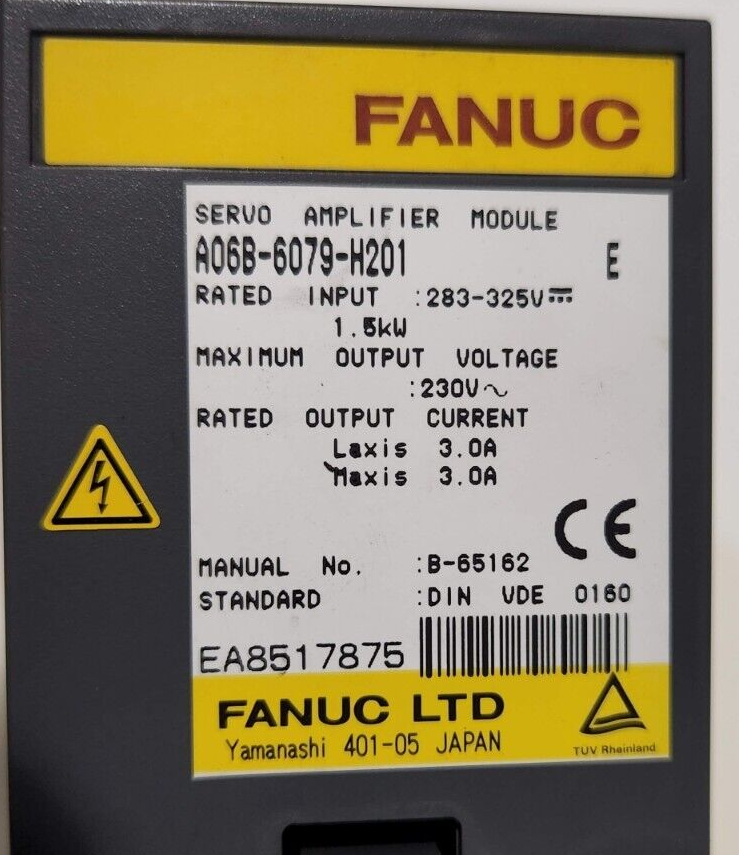 FANUC
SERVO AMPLIFIER MODULE
A06B-6079-H201 E
RATED INPUT :283-325V⎓
1.5kW
MAXIMUM OUTPUT VOLTAGE
:230V∿
RATED OUTPUT CURRENT
Laxis 3.0A
Maxis 3.0A
CE
MANUAL No. :B-65162
STANDARD :DIN VDE 0160
EA8517875
FANUC LTD
Yamanashi 401-05 JAPAN
TÜV Rheinland